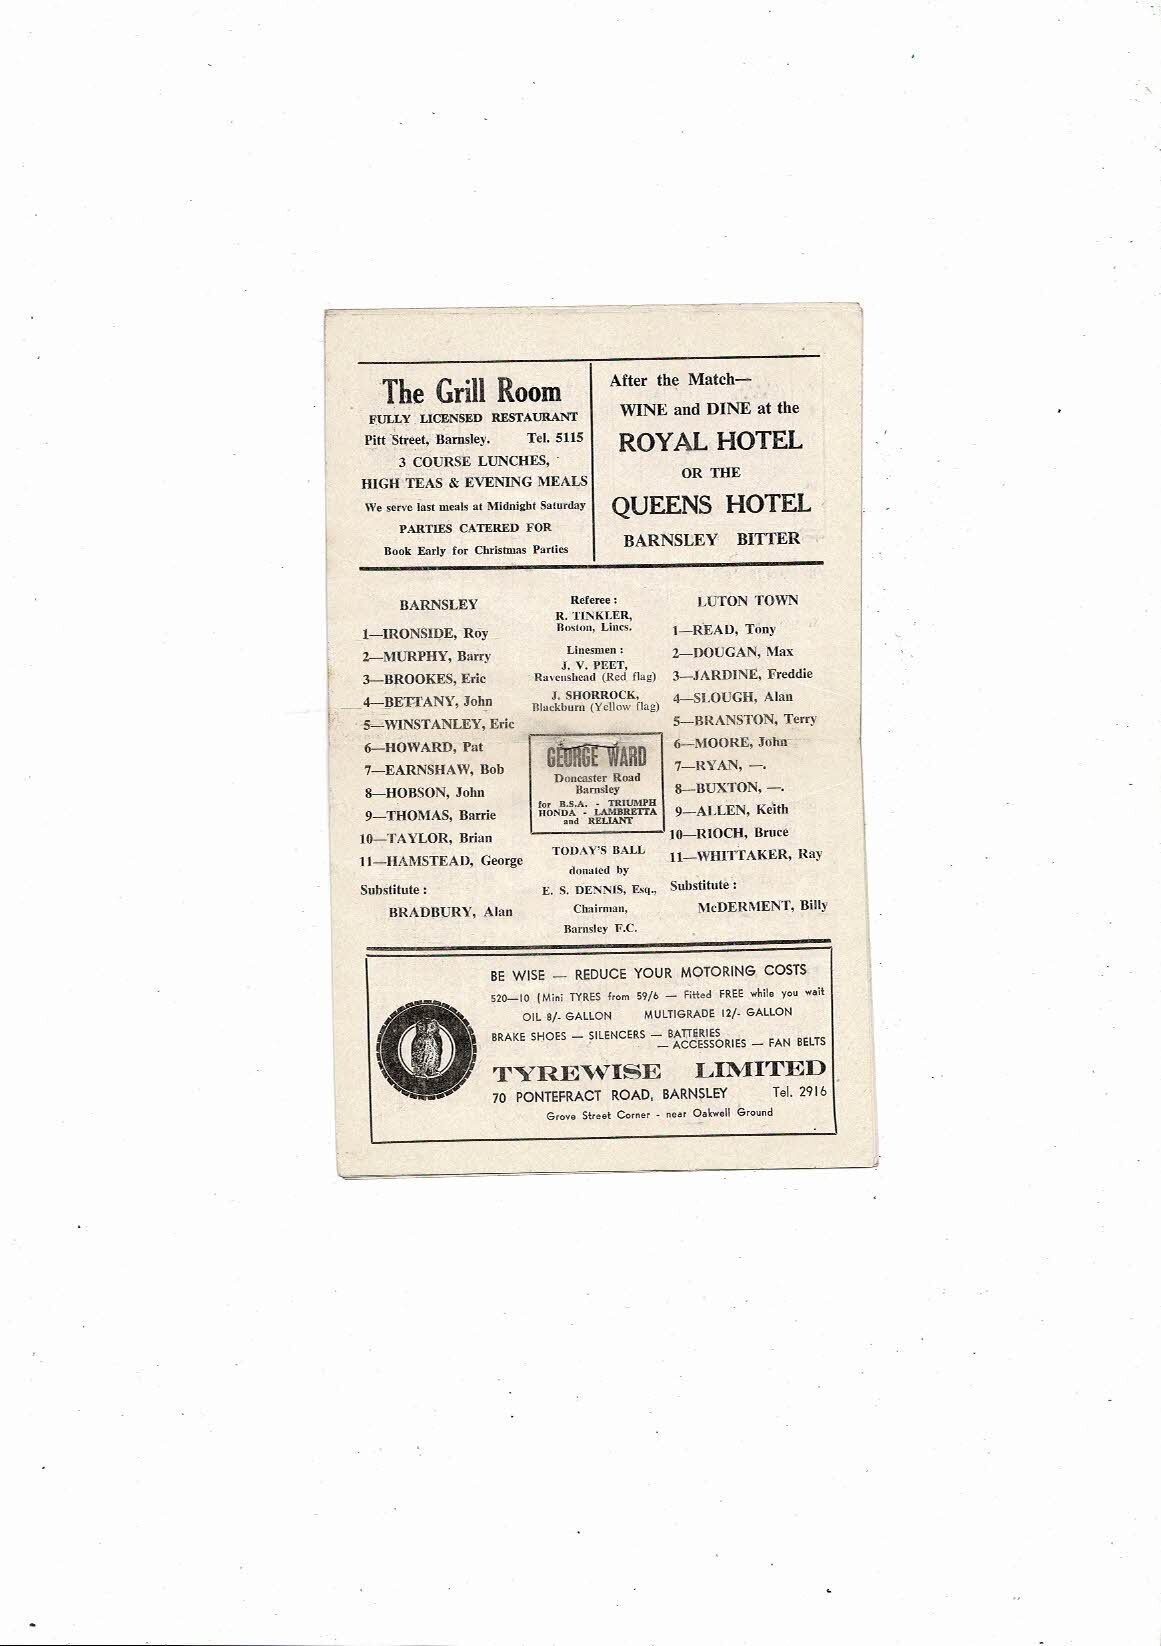 The Grill Room
FULLY LICENSED RESTAURANT
Pitt Street, Barnsley. Tel. 5115
3 COURSE LUNCHES,
HIGH TEAS & EVENING MEALS
We serve last meals at Midnight Saturday
PARTIES CATERED FOR
Book Early for Christmas Parties
After the Match—
WINE and DINE at the
ROYAL HOTEL
OR THE
QUEENS HOTEL
BARNSLEY BITTER
BARNSLEY
1—IRONSIDE, Roy
2—MURPHY, Barry
3—BROOKES, Eric
4—BETTANY, John
5—WINSTANLEY, Eric
6—HOWARD, Pat
7—EARNSHAW, Bob
8—HOBSON, John
9—THOMAS, Barrie
10—TAYLOR, Brian
11—HAMSTEAD, George
Substitute :
BRADBURY, Alan
Referee :
R. TINKLER,
Boston, Lincs.
Linesmen :
J. V. PEET,
Ravenshead (Red flag)
J. SHORROCK,
Blackburn (Yellow flag)
GEORGE WARD
Doncaster Road
Barnsley
for B.S.A. - TRIUMPH
HONDA - LAMBRETTA
and RELIANT
TODAY'S BALL
donated by
E. S. DENNIS, Esq.,
Chairman,
Barnsley F.C.
LUTON TOWN
1—READ, Tony
2—DOUGAN, Max
3—JARDINE, Freddie
4—SLOUGH, Alan
5—BRANSTON, Terry
6—MOORE, John
7—RYAN, —.
8—BUXTON, —.
9—ALLEN, Keith
10—RIOCH, Bruce
11—WHITTAKER, Ray
Substitute :
McDERMENT, Billy
BE WISE — REDUCE YOUR MOTORING COSTS
520—10 (Mini TYRES from 59/6 — Fitted FREE while you wait
OIL 8/- GALLON MULTIGRADE 12/- GALLON
BRAKE SHOES — SILENCERS — BATTERIES
— ACCESSORIES — FAN BELTS
TYREWISE LIMITED
70 PONTEFRACT ROAD, BARNSLEY Tel. 2916
Grove Street Corner - near Oakwell Ground